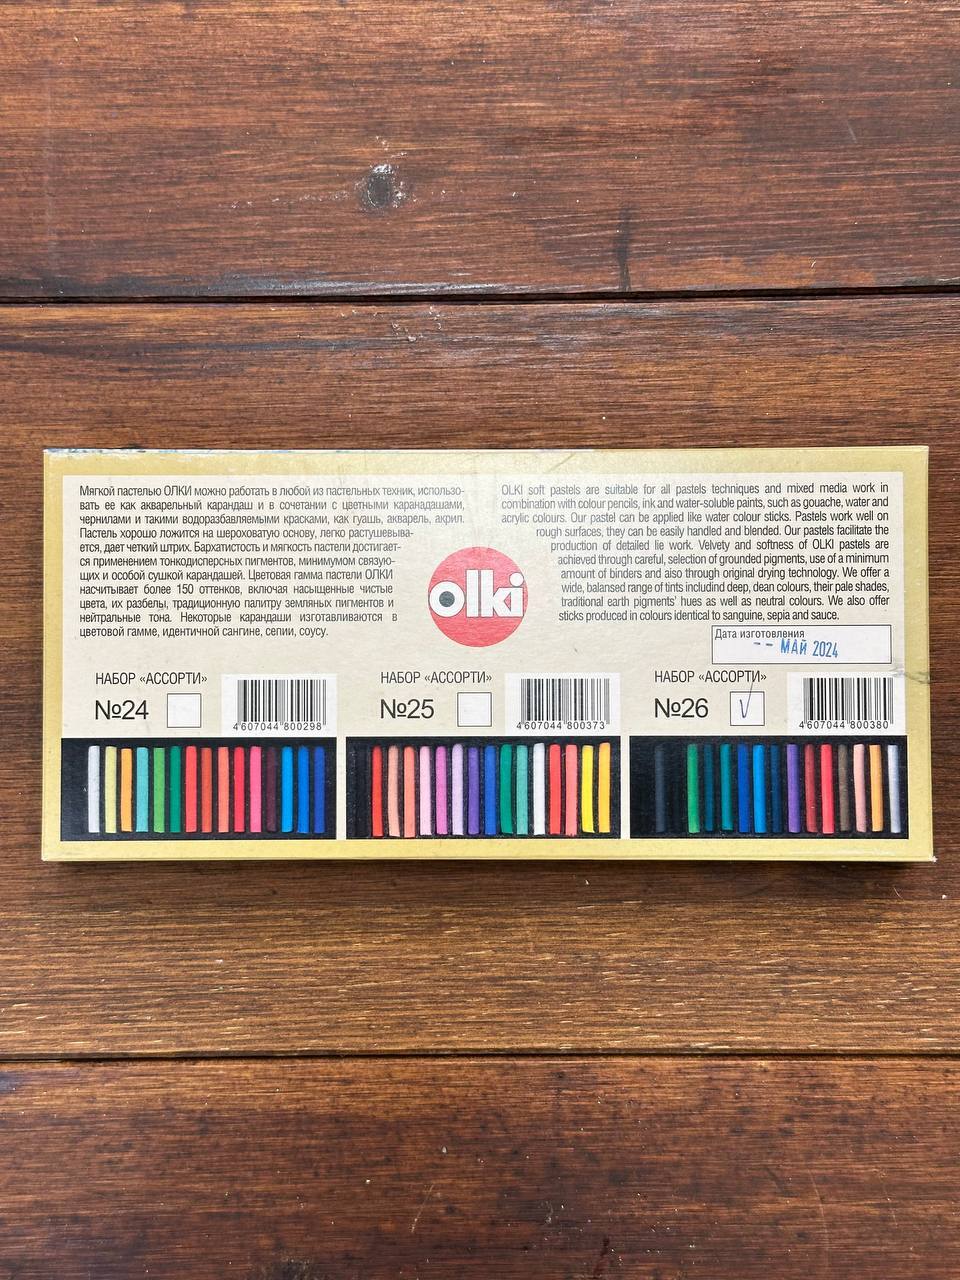 Мягкой пастелью ОЛКИ можно работать в любой из пастельных техник, использо-
вать ее как акварельный карандаш и в сочетании с цветными каранадашами,
чернилами и такими водоразбавляемыми красками, как гуашь, акварель, акрил.
Пастель хорошо ложится на шероховатую основу, легко растушевыва-
ется, дает четкий штрих. Бархатистость и мягкость пастели достигает-
ся применением тонкодисперсных пигментов, минимумом связую-
щих и особой сушкой карандашей. Цветовая гамма пастели ОЛКИ
насчитывает более 150 оттенков, включая насыщенные чистые
цвета, их разбелы, традиционную палитру земляных пигментов и
нейтральные тона. Некоторые карандаши изготавливаются в
цветовой гамме, идентичной сангине, сепии, соусу.
OLKI soft pastels are suitable for all pastels techniques and mixed media work in
combination with colour pencils, ink and water-soluble paints, such as gouache, water and
acrylic colours. Our pastel can be applied like water colour sticks. Pastels work well on
rough surfaces, they can be easily handled and blended. Our pastels facilitate the
production of detailed lie work. Velvety and softness of OLKI pastels are
achieved through careful, selection of grounded pigments, use of a minimum
amount of binders and aiso through original drying technology. We offer a
wide, balansed range of tints includind deep, dean colours, their pale shades,
traditional earth pigments' hues as well as neutral colours. We also offer
sticks produced in colours identical to sanguine, sepia and sauce.
olki
Дата изготовления
-- МАЙ 2024
НАБОР «АССОРТИ»
№24
4 607044 800298
НАБОР «АССОРТИ»
№25
4 607044 800373
НАБОР «АССОРТИ»
№26
4 607044 800380